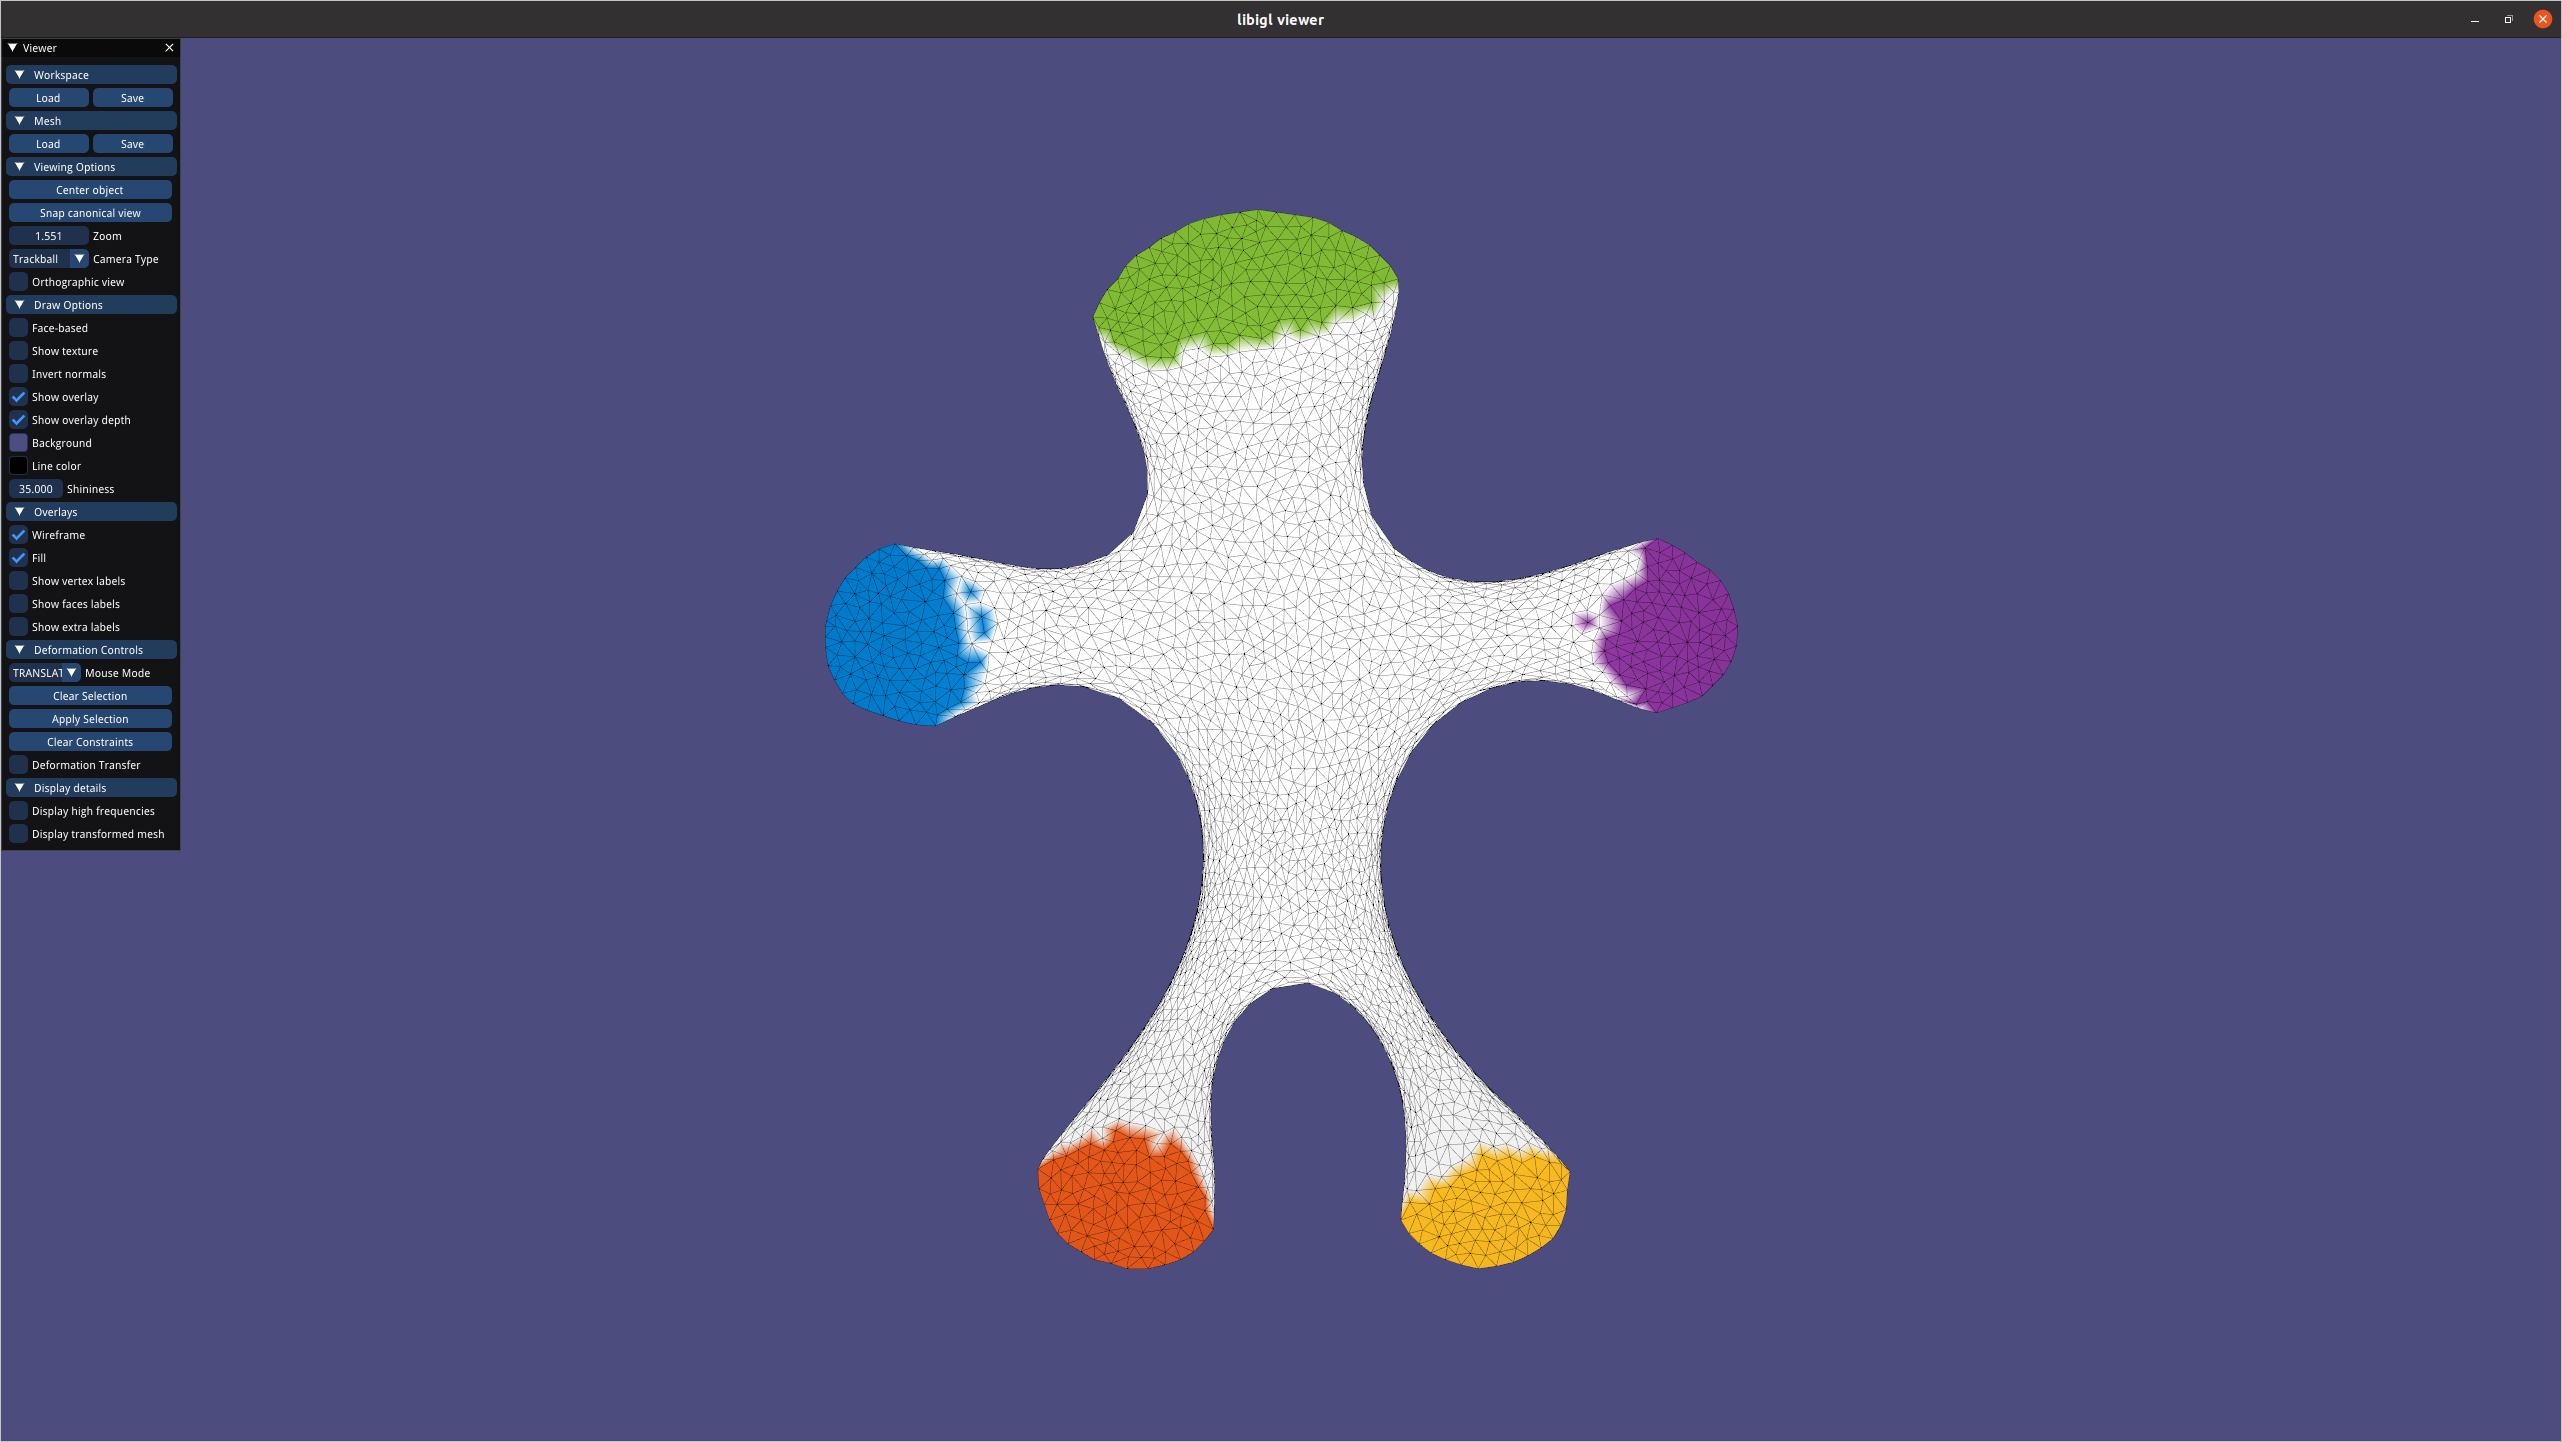 libigl viewer
Viewer
Workspace
Load Save
Mesh
Load Save
Viewing Options
Center object
Snap canonical view
1.551 Zoom
Trackball Camera Type
Orthographic view
Draw Options
Face-based
Show texture
Invert normals
Show overlay
Show overlay depth
Background
Line color
35.000 Shininess
Overlays
Wireframe
Fill
Show vertex labels
Show faces labels
Show extra labels
Deformation Controls
TRANSLAT Mouse Mode
Clear Selection
Apply Selection
Clear Constraints
Deformation Transfer
Display details
Display high frequencies
Display transformed mesh